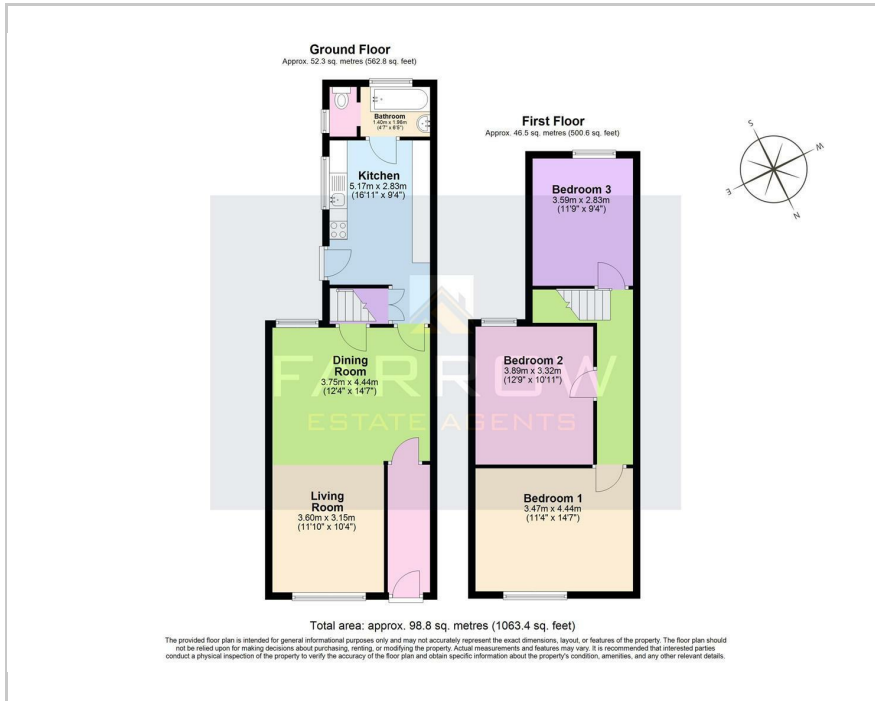 Ground Floor
Approx. 52.3 sq. metres (562.8 sq. feet)
Bathroom
1.40m x 1.98m
(4'7" x 6'6")
Kitchen
5.17m x 2.83m
(16'11" x 9'4")
Dining
Room
3.75m x 4.44m
(12'4" x 14'7")
Living
Room
3.60m x 3.15m
(11'10" x 10'4")
First Floor
Approx. 46.5 sq. metres (500.6 sq. feet)
Bedroom 3
3.59m x 2.83m
(11'9" x 9'4")
Bedroom 2
3.89m x 3.32m
(12'9" x 10'11")
Bedroom 1
3.47m x 4.44m
(11'4" x 14'7")
S
W
E
N
FARROW
ESTATE AGENTS
Total area: approx. 98.8 sq. metres (1063.4 sq. feet)
The provided floor plan is intended for general informational purposes only and may not accurately represent the exact dimensions, layout, or features of the property. The floor plan should
not be relied upon for making decisions about purchasing, renting, or modifying the property. Actual measurements and features may vary. It is recommended that interested parties
conduct a physical inspection of the property to verify the accuracy of the floor plan and obtain specific information about the property's condition, amenities, and any other relevant details.